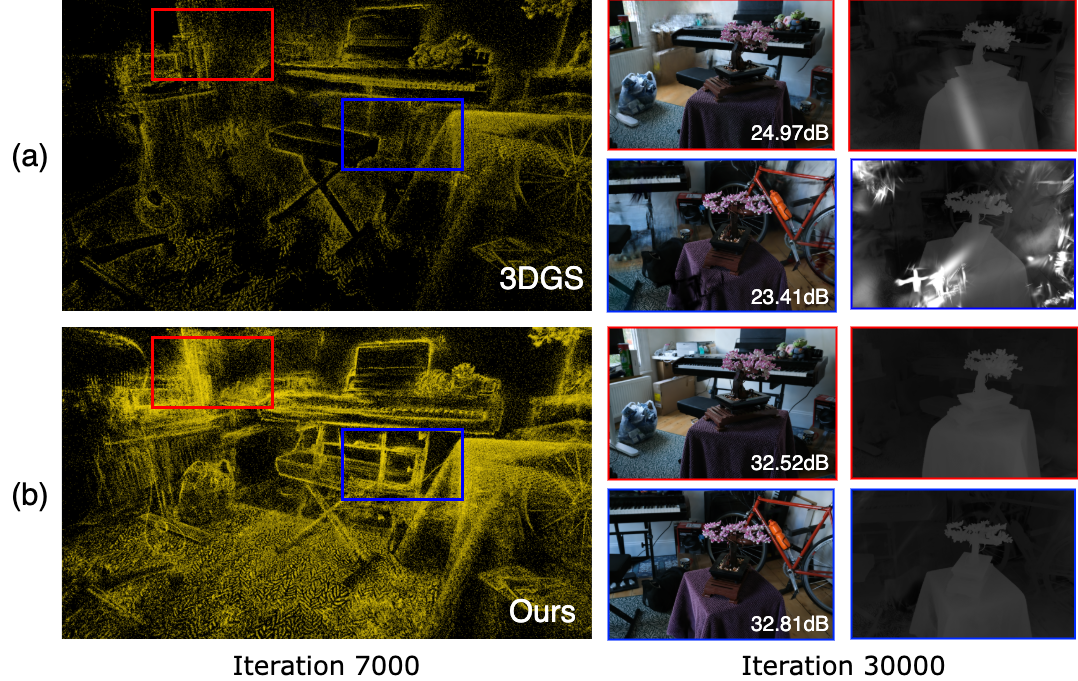 (a)
3DGS
24.97dB
23.41dB
(b)
Ours
32.52dB
32.81dB
Iteration 7000
Iteration 30000